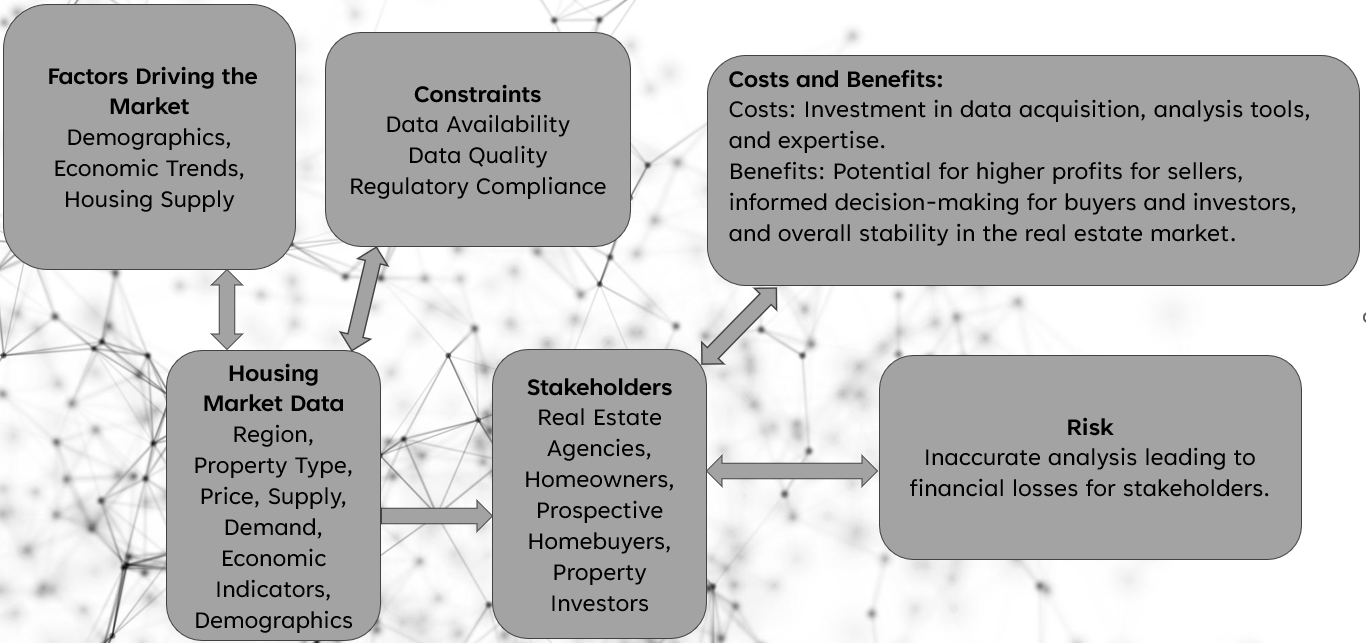 Factors Driving the
Market
Demographics,
Economic Trends,
Housing Supply
Constraints
Data Availability
Data Quality
Regulatory Compliance
Costs and Benefits:
Costs: Investment in data acquisition, analysis tools,
and expertise.
Benefits: Potential for higher profits for sellers,
informed decision-making for buyers and investors,
and overall stability in the real estate market.
Housing
Market Data
Region,
Property Type,
Price, Supply,
Demand,
Economic
Indicators,
Demographics
Stakeholders
Real Estate
Agencies,
Homeowners,
Prospective
Homebuyers,
Property
Investors
Risk
Inaccurate analysis leading to
financial losses for stakeholders.